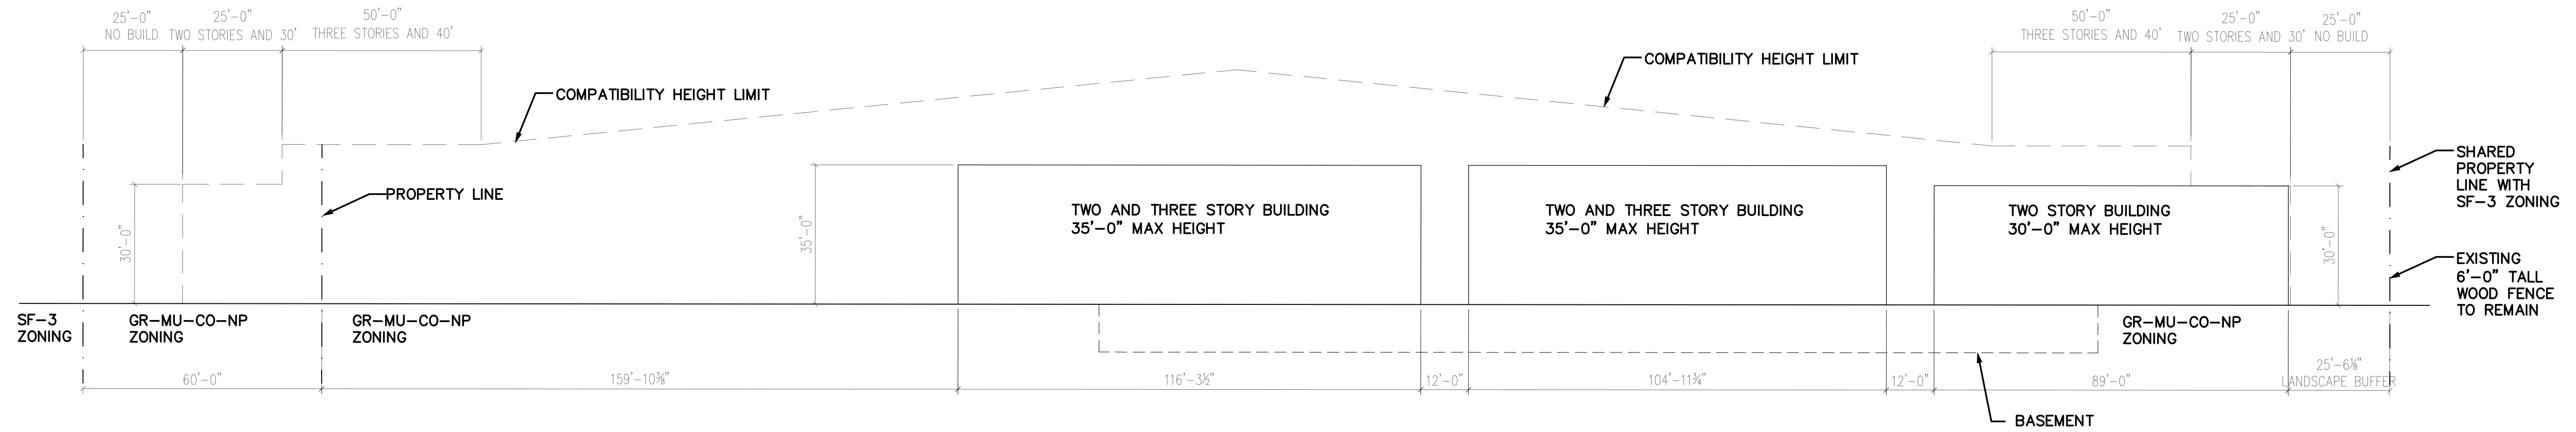 25'-0"
NO BUILD
25'-0"
TWO STORIES AND 30'
50'-0"
THREE STORIES AND 40'
50'-0"
THREE STORIES AND 40'
25'-0"
TWO STORIES AND 30'
25'-0"
NO BUILD
COMPATIBILITY HEIGHT LIMIT
COMPATIBILITY HEIGHT LIMIT
SHARED
PROPERTY
LINE WITH
SF-3 ZONING
PROPERTY LINE
30'-0"
35'-0"
TWO AND THREE STORY BUILDING
35'-0" MAX HEIGHT
TWO AND THREE STORY BUILDING
35'-0" MAX HEIGHT
TWO STORY BUILDING
30'-0" MAX HEIGHT
30'-0"
EXISTING
6'-0" TALL
WOOD FENCE
TO REMAIN
SF-3
ZONING
GR-MU-CO-NP
ZONING
GR-MU-CO-NP
ZONING
GR-MU-CO-NP
ZONING
60'-0"
159'-10⅜"
116'-3½"
12'-0"
104'-11¾"
12'-0"
89'-0"
25'-6⅛"
LANDSCAPE BUFFER
BASEMENT